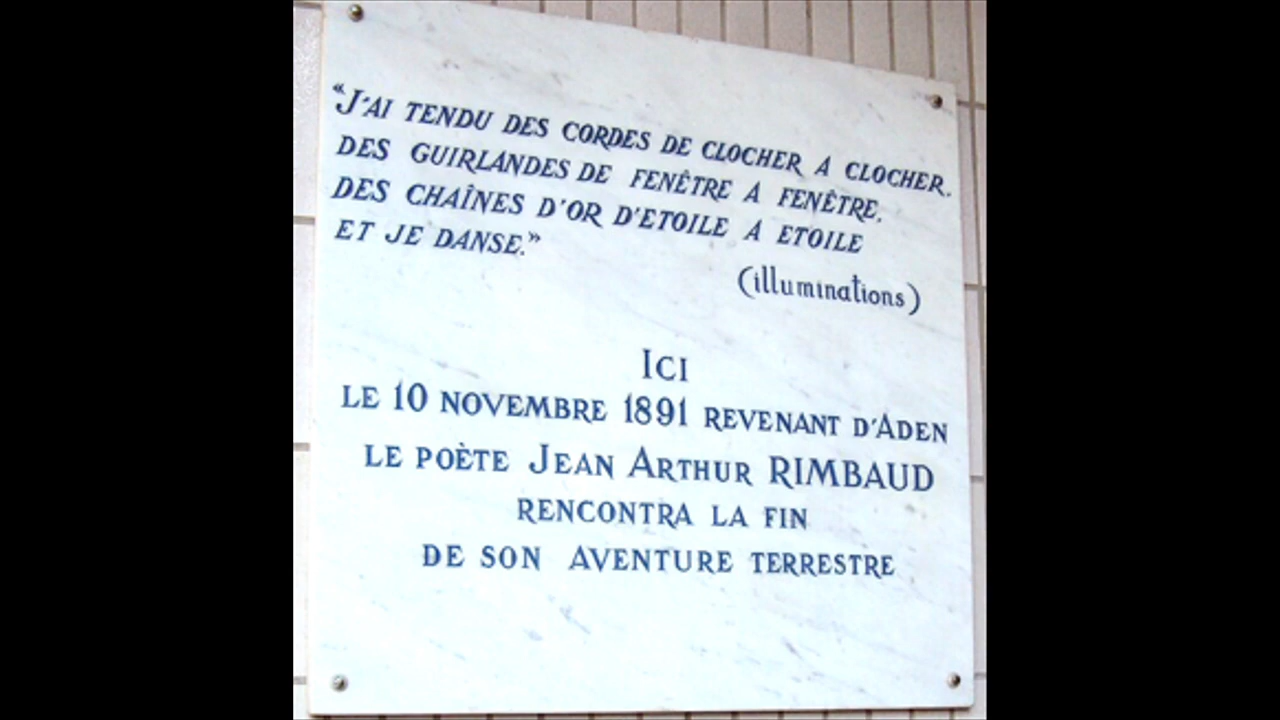 “J'AI TENDU DES CORDES DE CLOCHER A CLOCHER.
DES GUIRLANDES DE FENÊTRE A FENÊTRE,
DES CHAÎNES D'OR D'ETOILE A ETOILE
ET JE DANSE.”
(illuminations)
ICI
LE 10 NOVEMBRE 1891 REVENANT D'ADEN
LE POÈTE JEAN ARTHUR RIMBAUD
RENCONTRA LA FIN
DE SON AVENTURE TERRESTRE